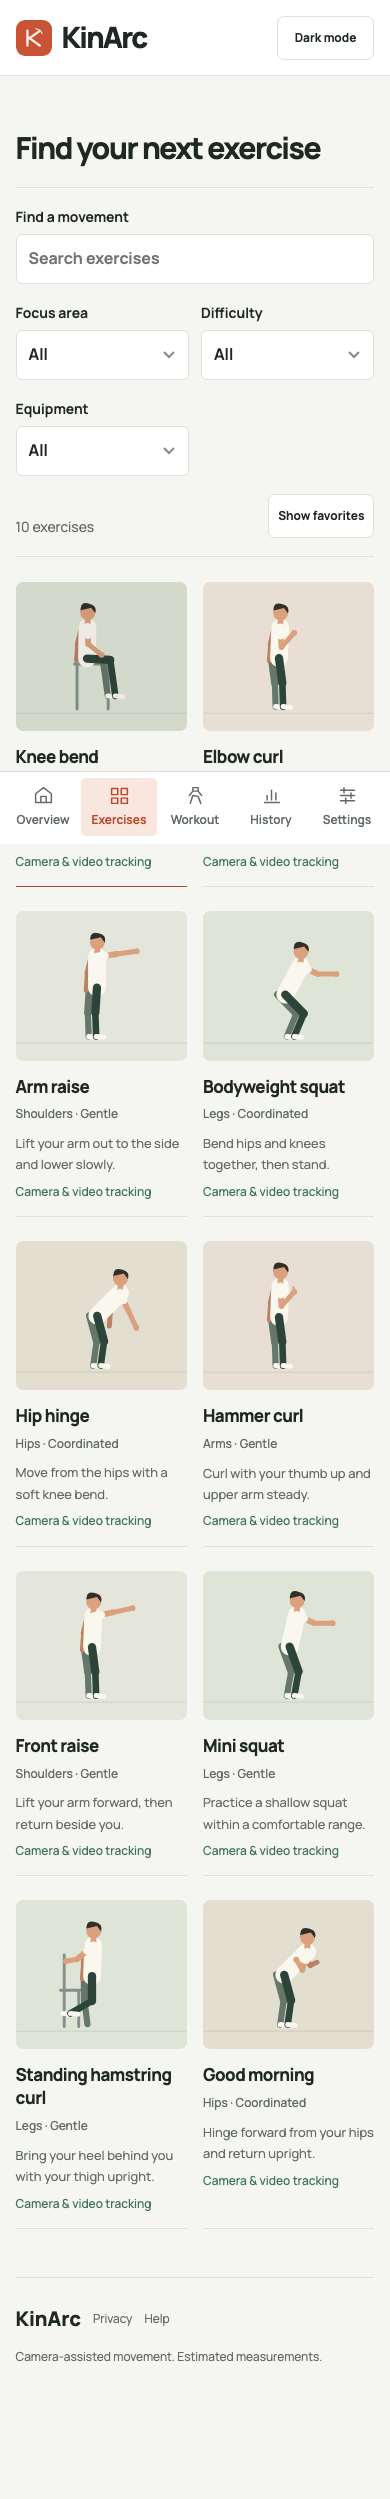 KinArc
Dark mode
Find your next exercise
Find a movement
Search exercises
Focus area
Difficulty
All
All
Equipment
All
10 exercises
Show favorites
Knee bend
Elbow curl
Overview
Exercises
Workout
History
Settings
Camera & video tracking
Camera & video tracking
Arm raise
Shoulders · Gentle
Lift your arm out to the side
and lower slowly.
Camera & video tracking
Bodyweight squat
Legs · Coordinated
Bend hips and knees
together, then stand.
Camera & video tracking
Hip hinge
Hips · Coordinated
Move from the hips with a
soft knee bend.
Camera & video tracking
Hammer curl
Arms · Gentle
Curl with your thumb up and
upper arm steady.
Camera & video tracking
Front raise
Shoulders · Gentle
Lift your arm forward, then
return beside you.
Camera & video tracking
Mini squat
Legs · Gentle
Practice a shallow squat
within a comfortable range.
Camera & video tracking
Standing hamstring
curl
Legs · Gentle
Bring your heel behind you
with your thigh upright.
Camera & video tracking
Good morning
Hips · Coordinated
Hinge forward from your hips
and return upright.
Camera & video tracking
KinArc
Privacy
Help
Camera-assisted movement. Estimated measurements.